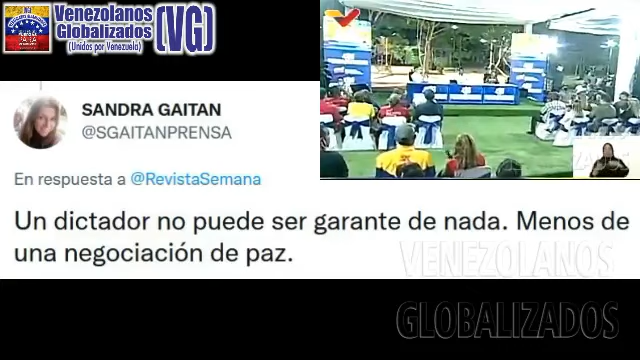 Venezolanos
Globalizados
(Unidos por Venezuela)
(VG)
SANDRA GAITAN
@SGAITANPRENSA
En respuesta a @RevistaSemana
Un dictador no puede ser garante de nada. Menos de
una negociación de paz.
VENEZOLANOS
GLOBALIZADOS